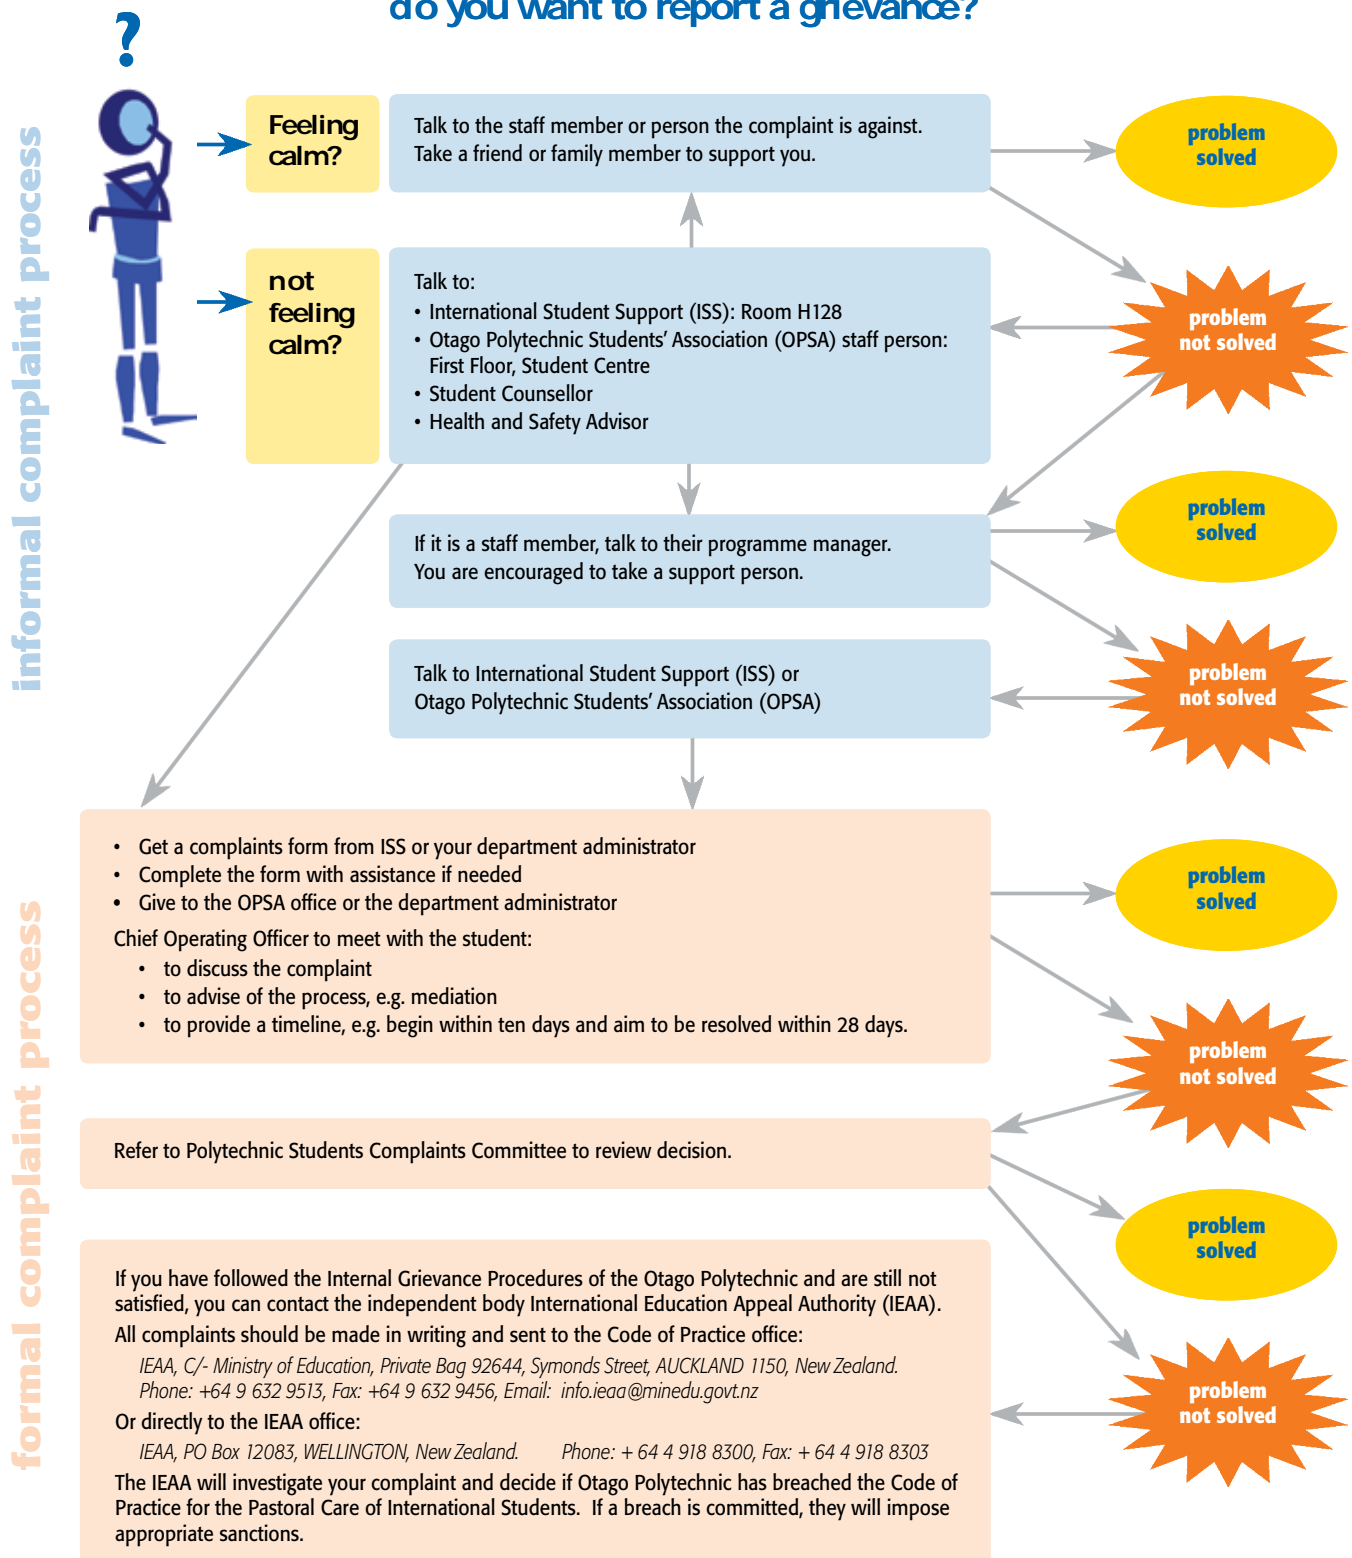 do you want to report a grievance?
?
informal complaint process
Feeling
calm?
Talk to the staff member or person the complaint is against.
Take a friend or family member to support you.
problem
solved
not
feeling
calm?
Talk to:
• International Student Support (ISS): Room H128
• Otago Polytechnic Students' Association (OPSA) staff person:
First Floor, Student Centre
• Student Counsellor
• Health and Safety Advisor
problem
not solved
If it is a staff member, talk to their programme manager.
You are encouraged to take a support person.
problem
solved
Talk to International Student Support (ISS) or
Otago Polytechnic Students' Association (OPSA)
problem
not solved
formal complaint process
• Get a complaints form from ISS or your department administrator
• Complete the form with assistance if needed
• Give to the OPSA office or the department administrator
Chief Operating Officer to meet with the student:
• to discuss the complaint
• to advise of the process, e.g. mediation
• to provide a timeline, e.g. begin within ten days and aim to be resolved within 28 days.
problem
solved
problem
not solved
Refer to Polytechnic Students Complaints Committee to review decision.
problem
solved
If you have followed the Internal Grievance Procedures of the Otago Polytechnic and are still not
satisfied, you can contact the independent body International Education Appeal Authority (IEAA).
All complaints should be made in writing and sent to the Code of Practice office:
IEAA, C/- Ministry of Education, Private Bag 92644, Symonds Street, AUCKLAND 1150, New Zealand.
Phone: +64 9 632 9513, Fax: +64 9 632 9456, Email: info.ieaa@minedu.govt.nz
Or directly to the IEAA office:
IEAA, PO Box 12083, WELLINGTON, New Zealand. Phone: + 64 4 918 8300, Fax: + 64 4 918 8303
The IEAA will investigate your complaint and decide if Otago Polytechnic has breached the Code of
Practice for the Pastoral Care of International Students. If a breach is committed, they will impose
appropriate sanctions.
problem
not solved